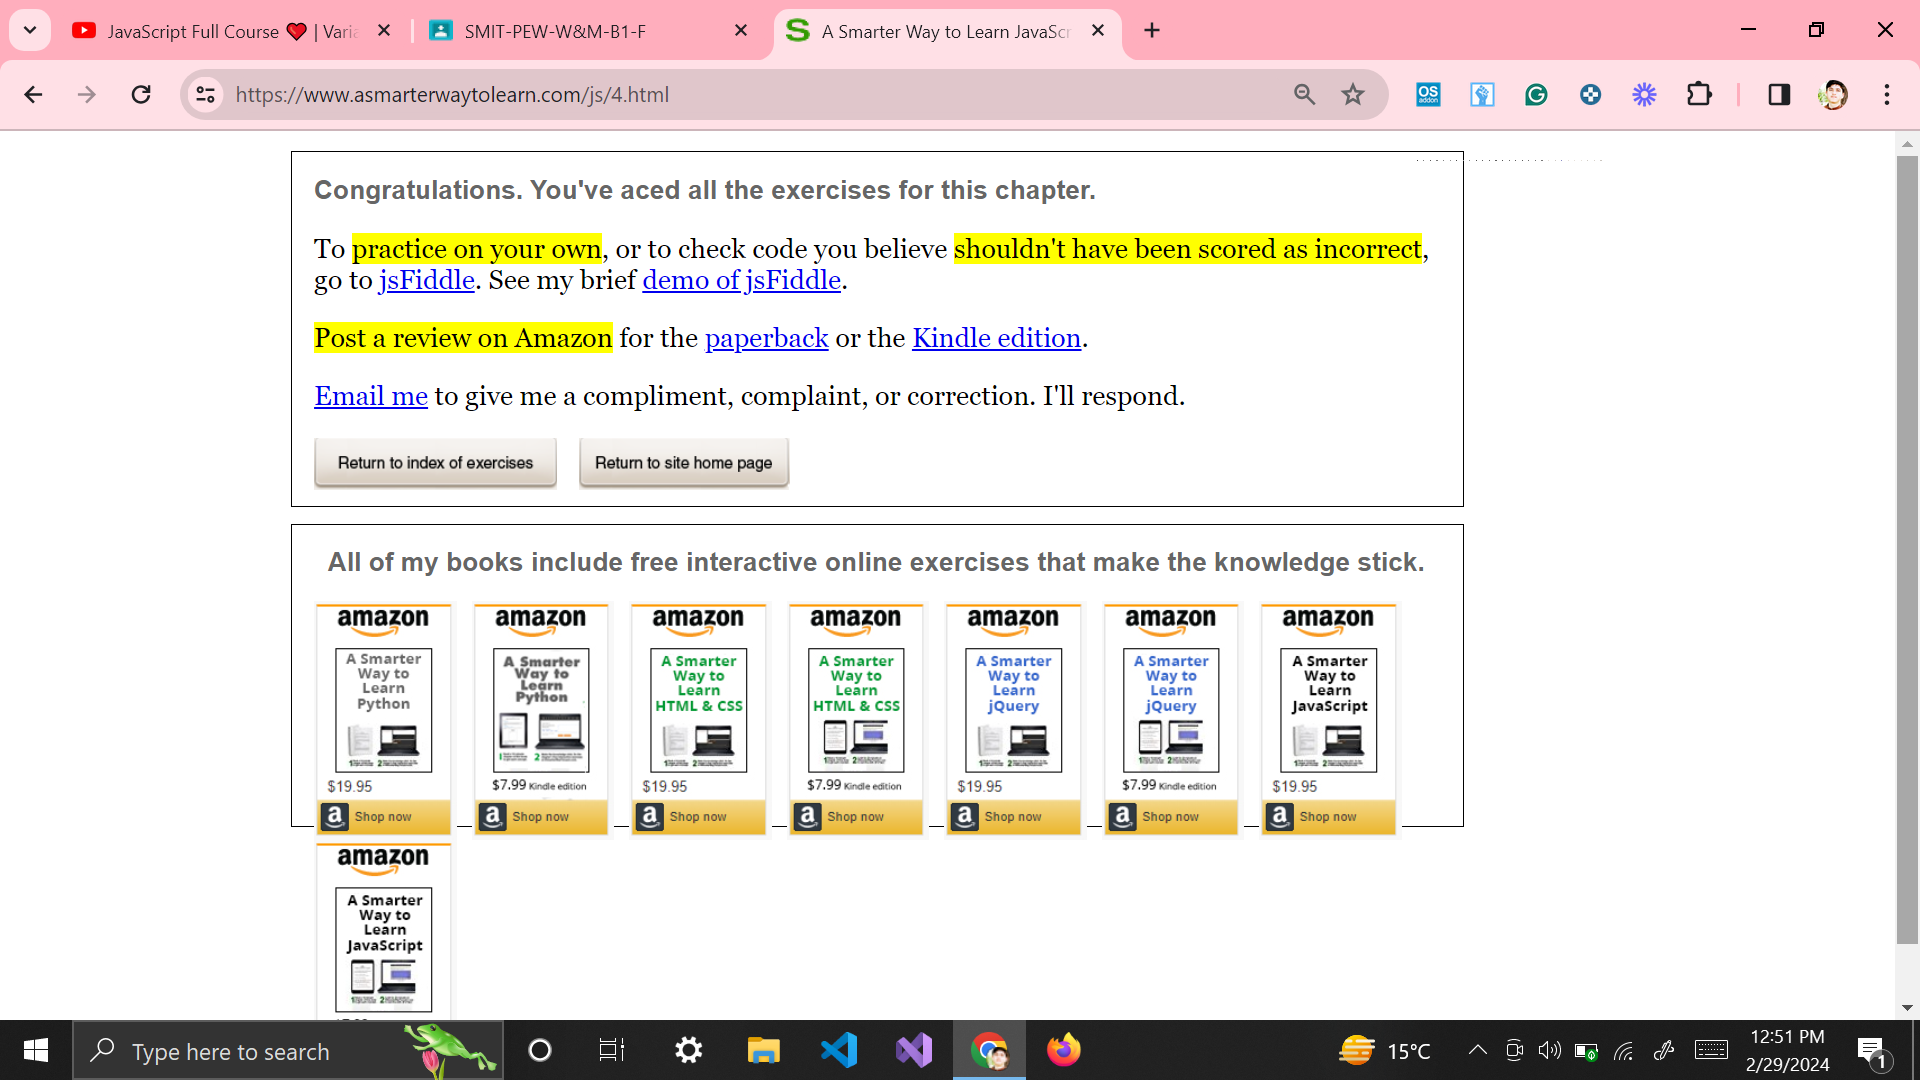 JavaScript Full Course ❤️ | Varia
SMIT-PEW-W&M-B1-F
A Smarter Way to Learn JavaScr
https://www.asmarterwaytolearn.com/js/4.html
OS
addon
Congratulations. You've aced all the exercises for this chapter.
To practice on your own, or to check code you believe shouldn't have been scored as incorrect,
go to jsFiddle. See my brief demo of jsFiddle.
Post a review on Amazon for the paperback or the Kindle edition.
Email me to give me a compliment, complaint, or correction. I'll respond.
Return to index of exercises
Return to site home page
All of my books include free interactive online exercises that make the knowledge stick.
amazon
A Smarter
Way to
Learn
Python
$19.95
Shop now
amazon
A Smarter
Way to
Learn
Python
$7.99 Kindle edition
Shop now
amazon
A Smarter
Way to
Learn
HTML & CSS
$19.95
Shop now
amazon
A Smarter
Way to
Learn
HTML & CSS
$7.99 Kindle edition
Shop now
amazon
A Smarter
Way to
Learn
jQuery
$19.95
Shop now
amazon
A Smarter
Way to
Learn
jQuery
$7.99 Kindle edition
Shop now
amazon
A Smarter
Way to
Learn
JavaScript
$19.95
Shop now
amazon
A Smarter
Way to
Learn
JavaScript
Type here to search
15°C
12:51 PM
2/29/2024
1